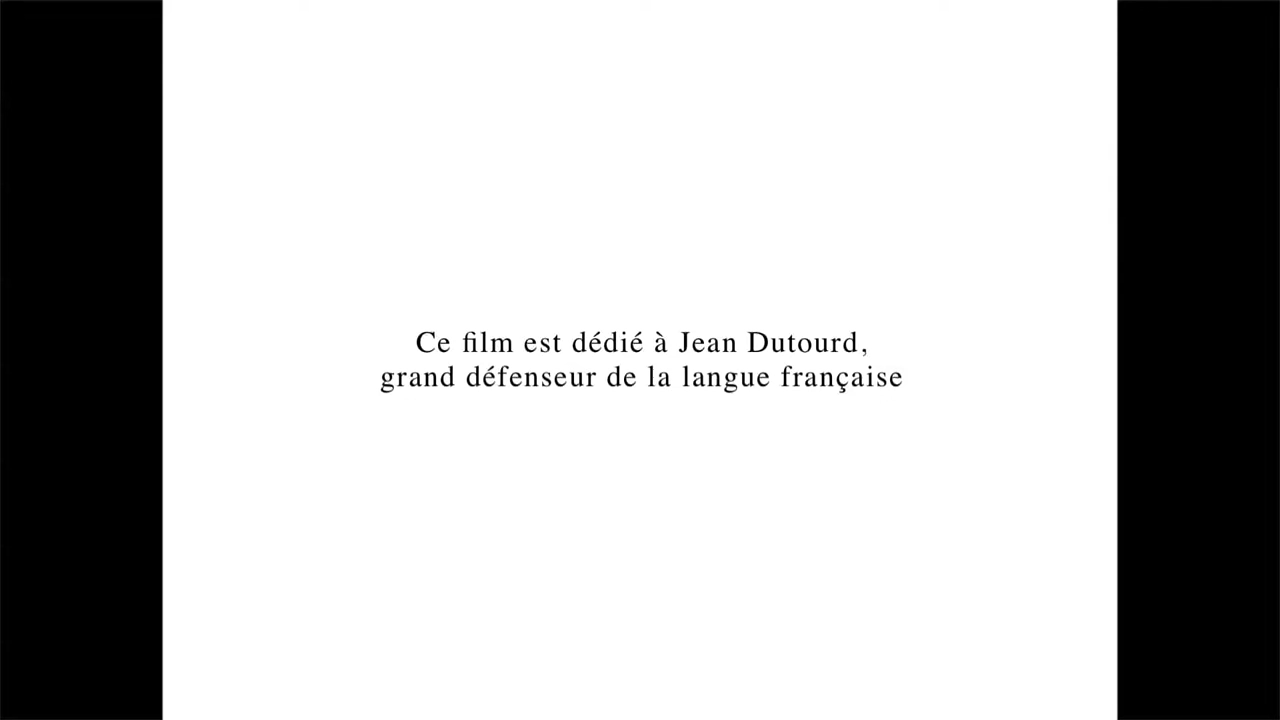 Ce film est dédié à Jean Dutourd,
grand défenseur de la langue française